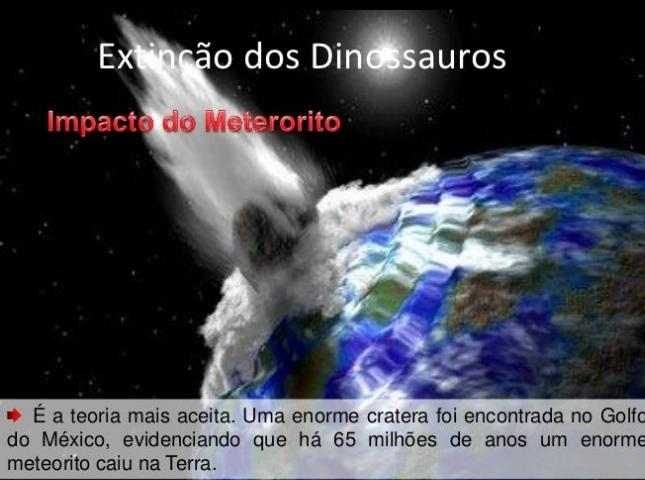 Extinção dos Dinossauros
Impacto do Meterorito
É a teoria mais aceita. Uma enorme cratera foi encontrada no Golfo
do México, evidenciando que há 65 milhões de anos um enorme
meteorito caiu na Terra.